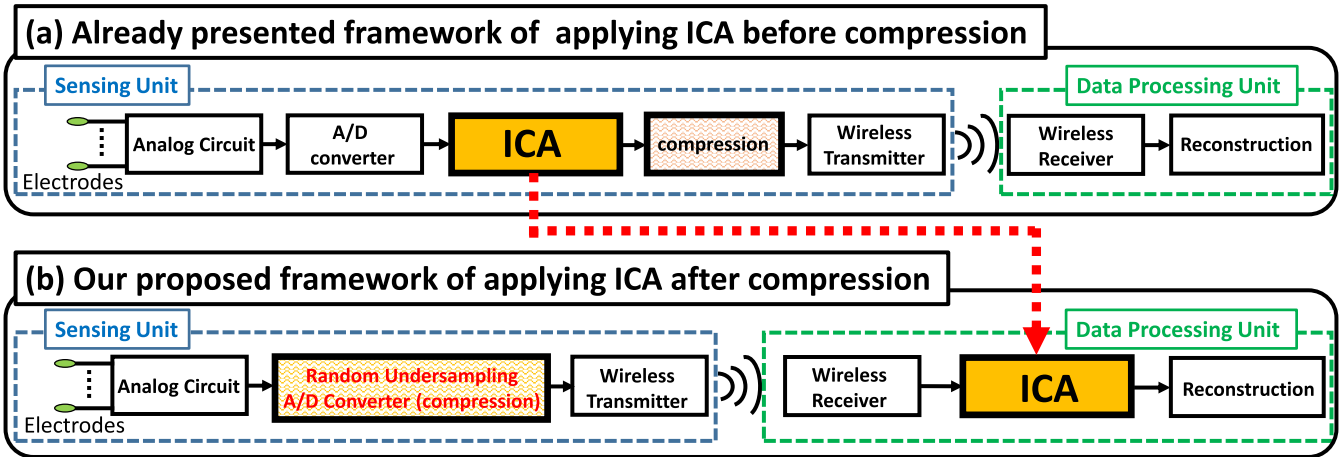 (a) Already presented framework of applying ICA before compression
Sensing Unit
Data Processing Unit
Electrodes
Analog Circuit
A/D
converter
ICA
compression
Wireless
Transmitter
Wireless
Receiver
Reconstruction
(b) Our proposed framework of applying ICA after compression
Sensing Unit
Data Processing Unit
Electrodes
Analog Circuit
Random Undersampling
A/D Converter (compression)
Wireless
Transmitter
Wireless
Receiver
ICA
Reconstruction